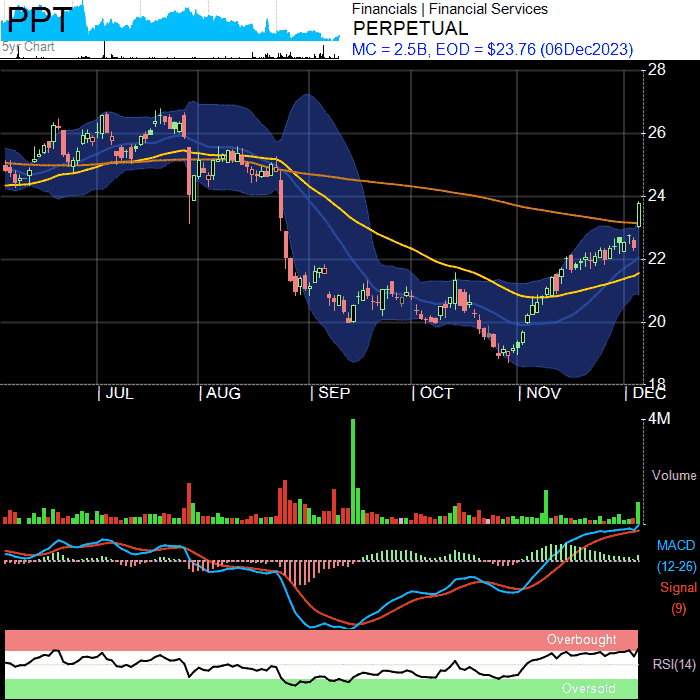 PPT
5yr Chart
Financials | Financial Services
PERPETUAL
MC = 2.5B, EOD = $23.76 (06Dec2023)
28
26
24
22
20
18
| JUL | AUG | SEP | OCT | NOV | DEC
4M
Volume
MACD
(12-26)
Signal
(9)
Overbought
RSI(14)
Oversold